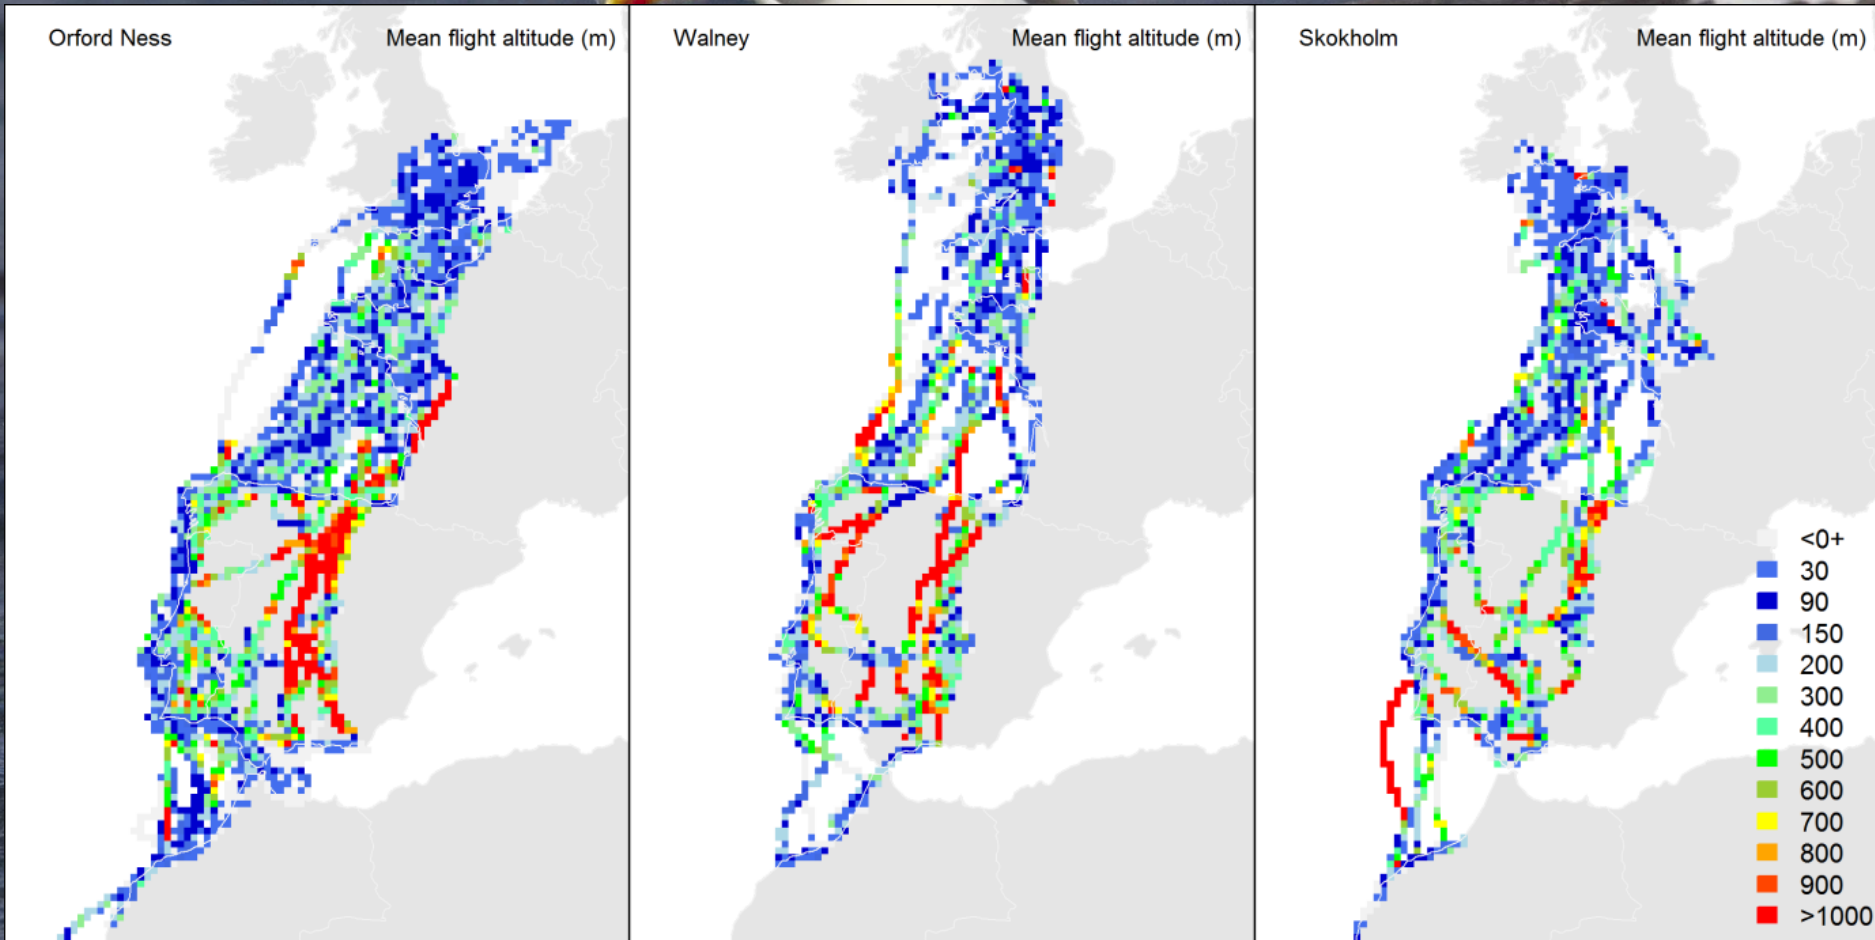 Orford Ness
Mean flight altitude (m)
Walney
Mean flight altitude (m)
Skokholm
Mean flight altitude (m)
<0+
30
90
150
200
300
400
500
600
700
800
900
>1000